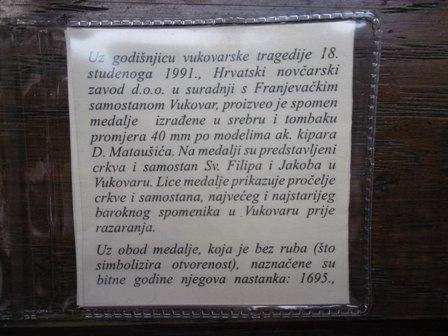 Uz godišnjicu vukovarske tragedije 18.
studenoga 1991., Hrvatski novčarski
zavod d.o.o. u suradnji s Franjevačkim
samostanom Vukovar, proizveo je spomen
medalje izrađene u srebru i tombaku
promjera 40 mm po modelima ak. kipara
D. Mataušića. Na medalji su predstavljeni
crkva i samostan Sv. Filipa i Jakoba u
Vukovaru. Lice medalje prikazuje pročelje
crkve i samostana, najvećeg i najstarijeg
baroknog spomenika u Vukovaru prije
razaranja.
Uz obod medalje, koja je bez ruba (što
simbolizira otvorenost), naznačene su
bitne godine njegova nastanka: 1695.,